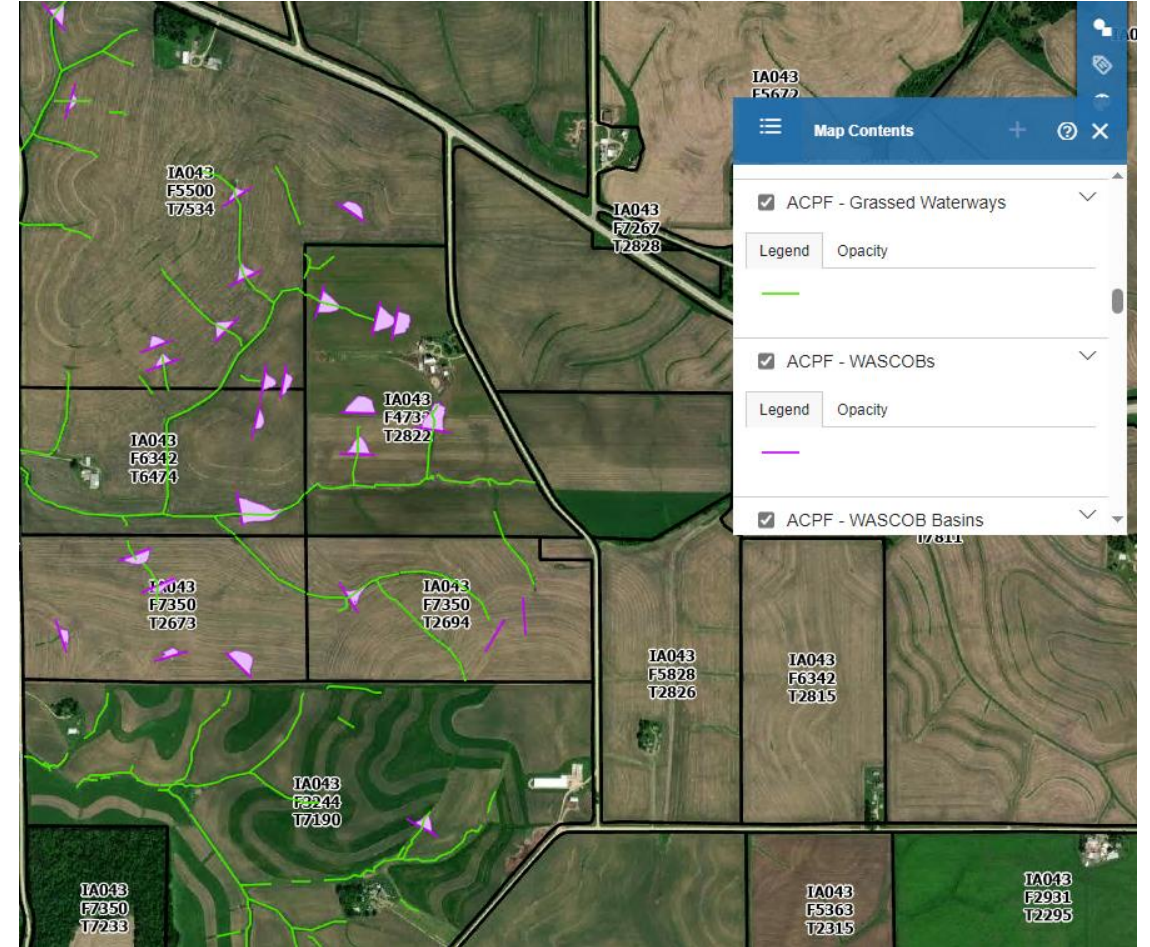 IA043
F5672
Map Contents
ACPF - Grassed Waterways
Legend
Opacity
ACPF - WASCOBs
Legend
Opacity
ACPF - WASCOB Basins
T7811
IA043
F5500
T7534
IA043
F7267
T2828
IA043
T2822
IA043
F6342
T6474
IA043
F7350
T2673
IA043
F7350
T2694
IA043
F5828
T2826
IA043
F6342
T2815
IA043
F3244
T7190
IA043
F7350
T7233
IA043
F5363
T2315
IA043
F2931
T2295